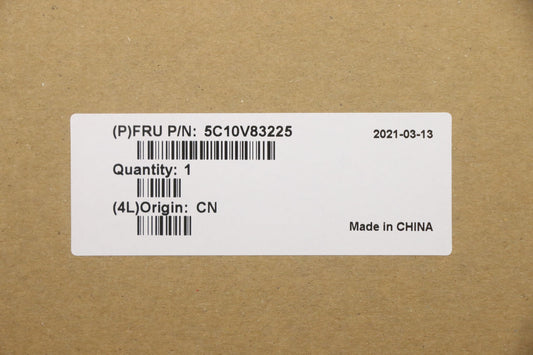 (P)FRU P/N: 5C10V83225
2021-03-13
Quantity: 1
(4L)Origin: CN
Made in CHINA